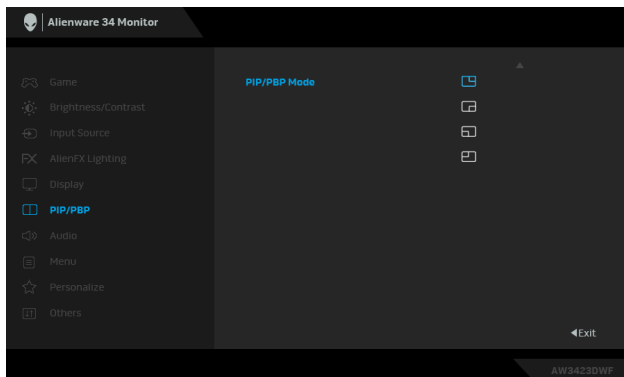 Alienware 34 Monitor
Game
PIP/PBP Mode
Brightness/Contrast
Input Source
AlienFX Lighting
Display
PIP/PBP
Audio
Menu
Personalize
Others
Exit
AW3423DWF